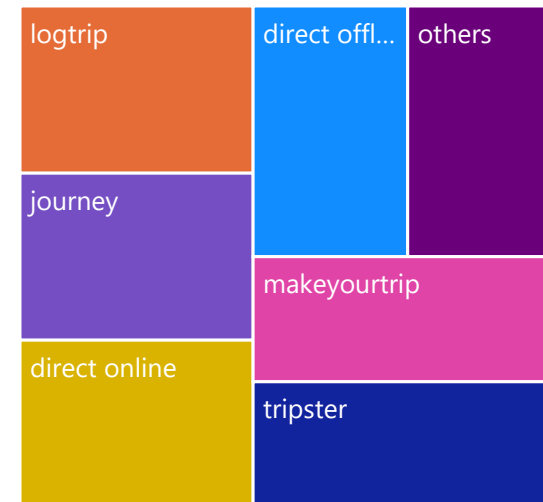 logtrip
direct offl...
others
journey
makeyourtrip
direct online
tripster